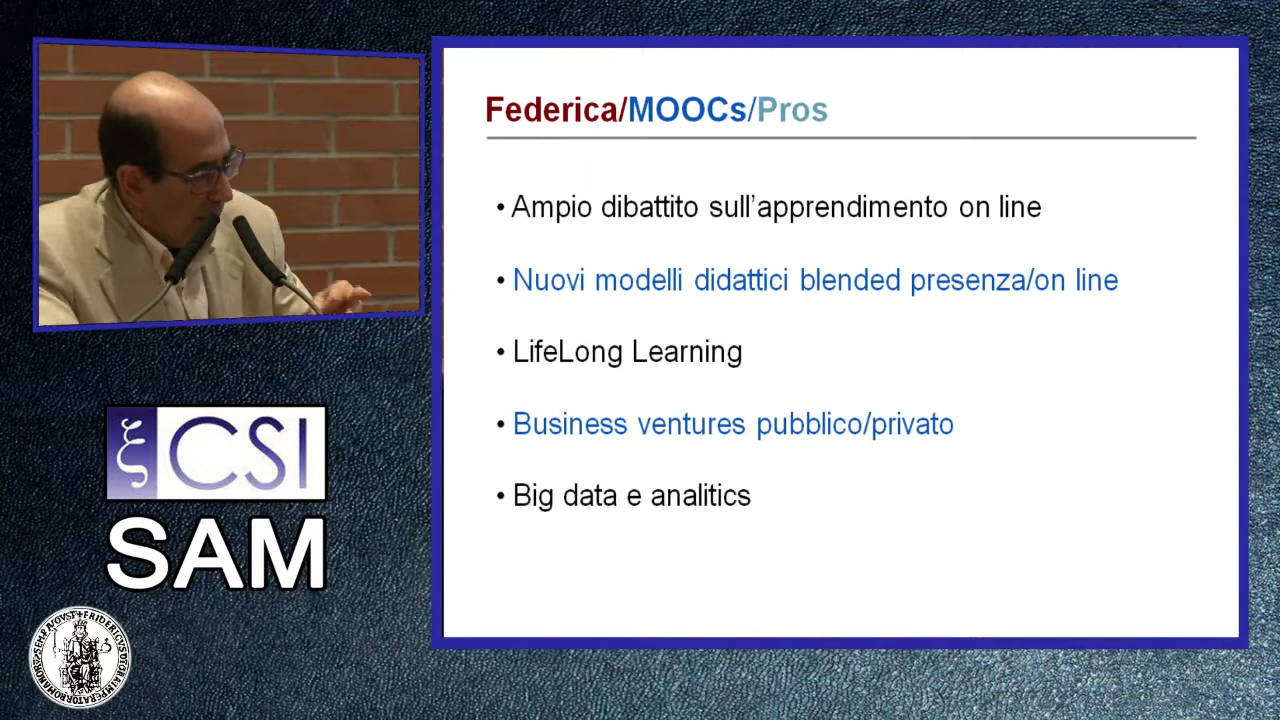 Federica/MOOCs/Pros
• Ampio dibattito sull’apprendimento on line
• Nuovi modelli didattici blended presenza/on line
• LifeLong Learning
• Business ventures pubblico/privato
• Big data e analitics
ξCSI
SAM